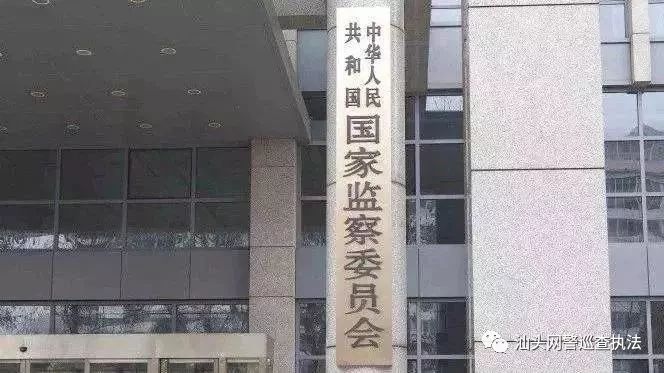 中华人民
共和国
国家监察委员会
汕头网警巡查执法